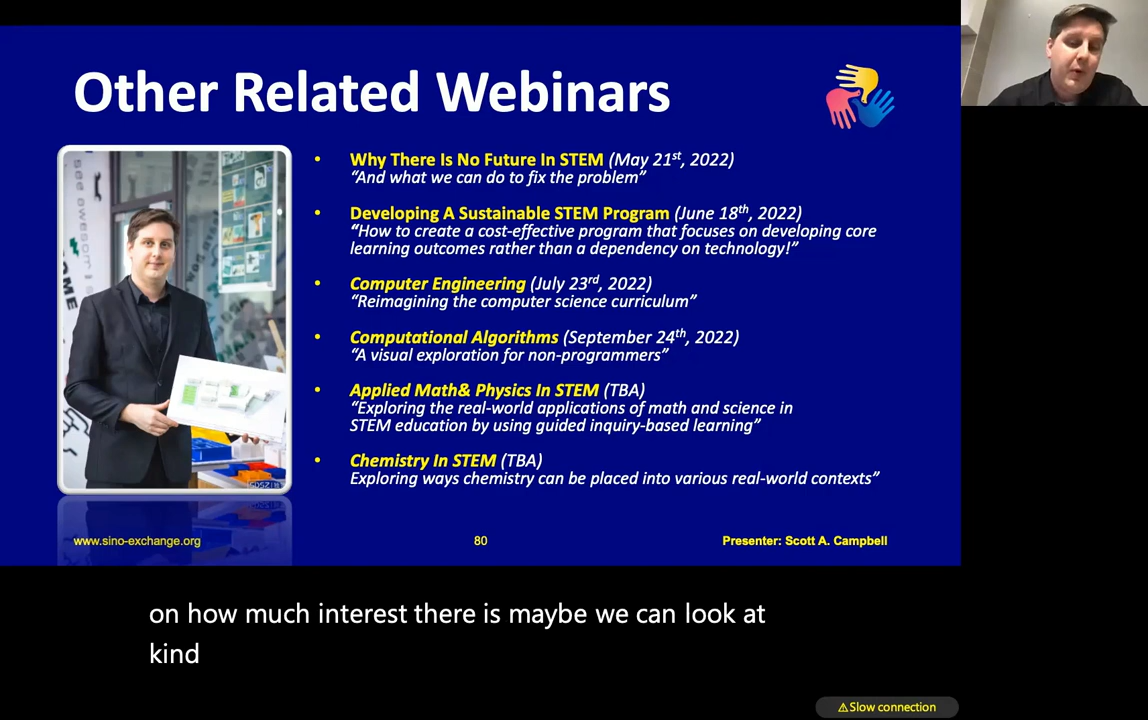 Other Related Webinars
• Why There Is No Future In STEM (May 21st, 2022)
“And what we can do to fix the problem”
• Developing A Sustainable STEM Program (June 18th, 2022)
“How to create a cost-effective program that focuses on developing core
learning outcomes rather than a dependency on technology!”
• Computer Engineering (July 23rd, 2022)
“Reimagining the computer science curriculum”
• Computational Algorithms (September 24th, 2022)
“A visual exploration for non-programmers”
• Applied Math& Physics In STEM (TBA)
“Exploring the real-world applications of math and science in
STEM education by using guided inquiry-based learning”
• Chemistry In STEM (TBA)
Exploring ways chemistry can be placed into various real-world contexts”
www.sino-exchange.org
80
Presenter: Scott A. Campbell
on how much interest there is maybe we can look at
kind
⚠Slow connection